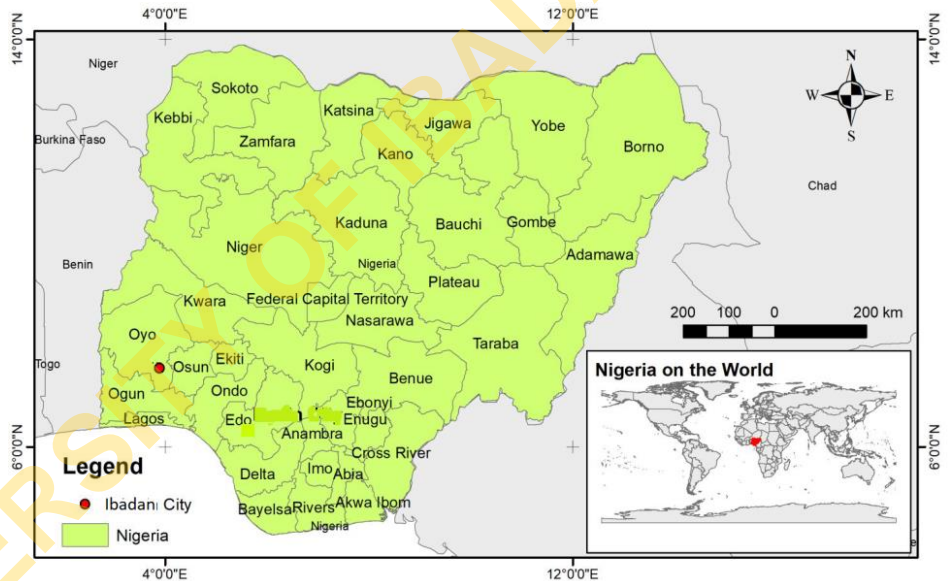 4°0'0"E
12°0'0"E
14°0'0"N
14°0'0"N
Niger
Sokoto
Kebbi
Katsina
Jigawa
Yobe
Zamfara
Burkina Faso
Kano
Borno
N
W
E
S
Chad
Kaduna
Bauchi
Gombe
Niger
Nigeria
Adamawa
Benin
Plateau
Kwara
Federal Capital Territory
Nasarawa
200 100 0 200 km
Oyo
Taraba
Togo
Osun
Ekiti
Kogi
Benue
Nigeria on the World
Ogun
Ondo
Ebonyi
Lagos
Edo
Enugu
Anambra
Cross River
6°0'0"N
6°0'0"N
Legend
Delta
Imo
Abia
Ibadan City
Bayelsa
Rivers
Akwa Ibom
Nigeria
Nigeria
4°0'0"E
12°0'0"E
ERSITY OF IBADA